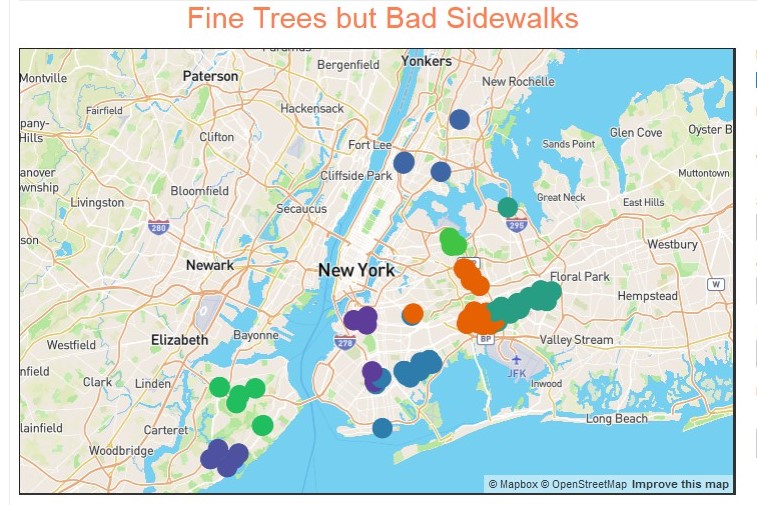 Fine Trees but Bad Sidewalks
Bergenfield
Yonkers
Montville
Paterson
New Rochelle
Fairfield
Hackensack
pany-
Hills
Clifton
Fort Lee
Sands Point
Glen Cove
Oyster B
anover
wnship
Cliffside Park
Muttontown
Livingston
Bloomfield
Secaucus
Great Neck
East Hills
280
295
son
Westbury
Newark
New York
Floral Park
W
Hempstead
Westfield
Elizabeth
Bayonne
278
BP
Valley Stream
nfield
JFK
Clark
Linden
Inwood
lainfield
Carteret
Long Beach
Woodbridge
© Mapbox © OpenStreetMap Improve this map